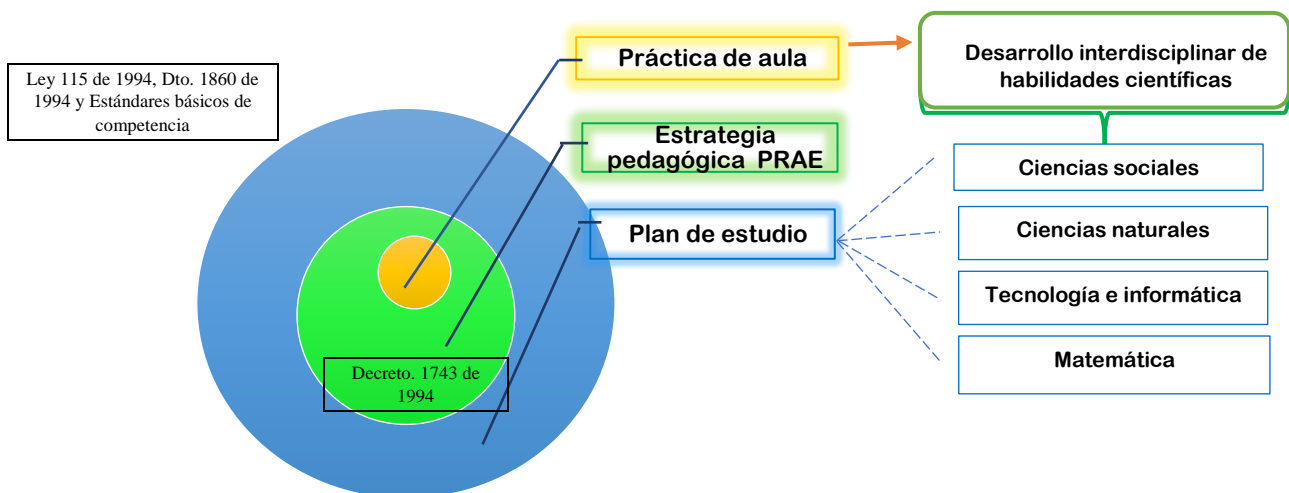 Ley 115 de 1994, Dto. 1860 de
1994 y Estándares básicos de
competencia
Decreto. 1743 de
1994
Práctica de aula
Estrategia
pedagógica  PRAE
Plan de estudio
Desarrollo interdisciplinar de
habilidades científicas
Ciencias sociales
Ciencias naturales
Tecnología e informática
Matemática